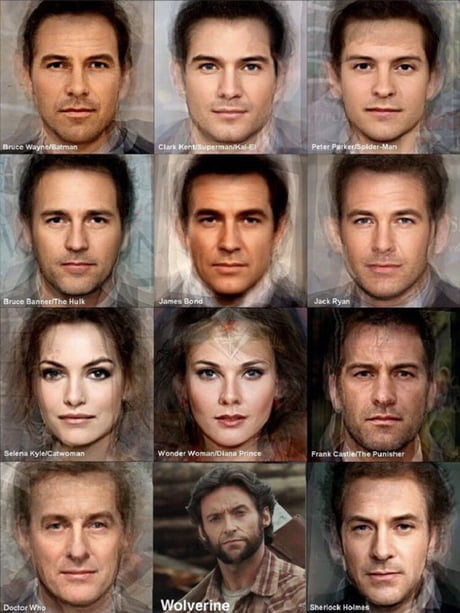 Bruce Wayne/Batman
Clark Kent/Superman/Kal-El
Peter Parker/Spider-Man
Bruce Banner/The Hulk
James Bond
Jack Ryan
Selena Kyle/Catwoman
Wonder Woman/Diana Prince
Frank Castle/The Punisher
Doctor Who
Wolverine
Sherlock Holmes